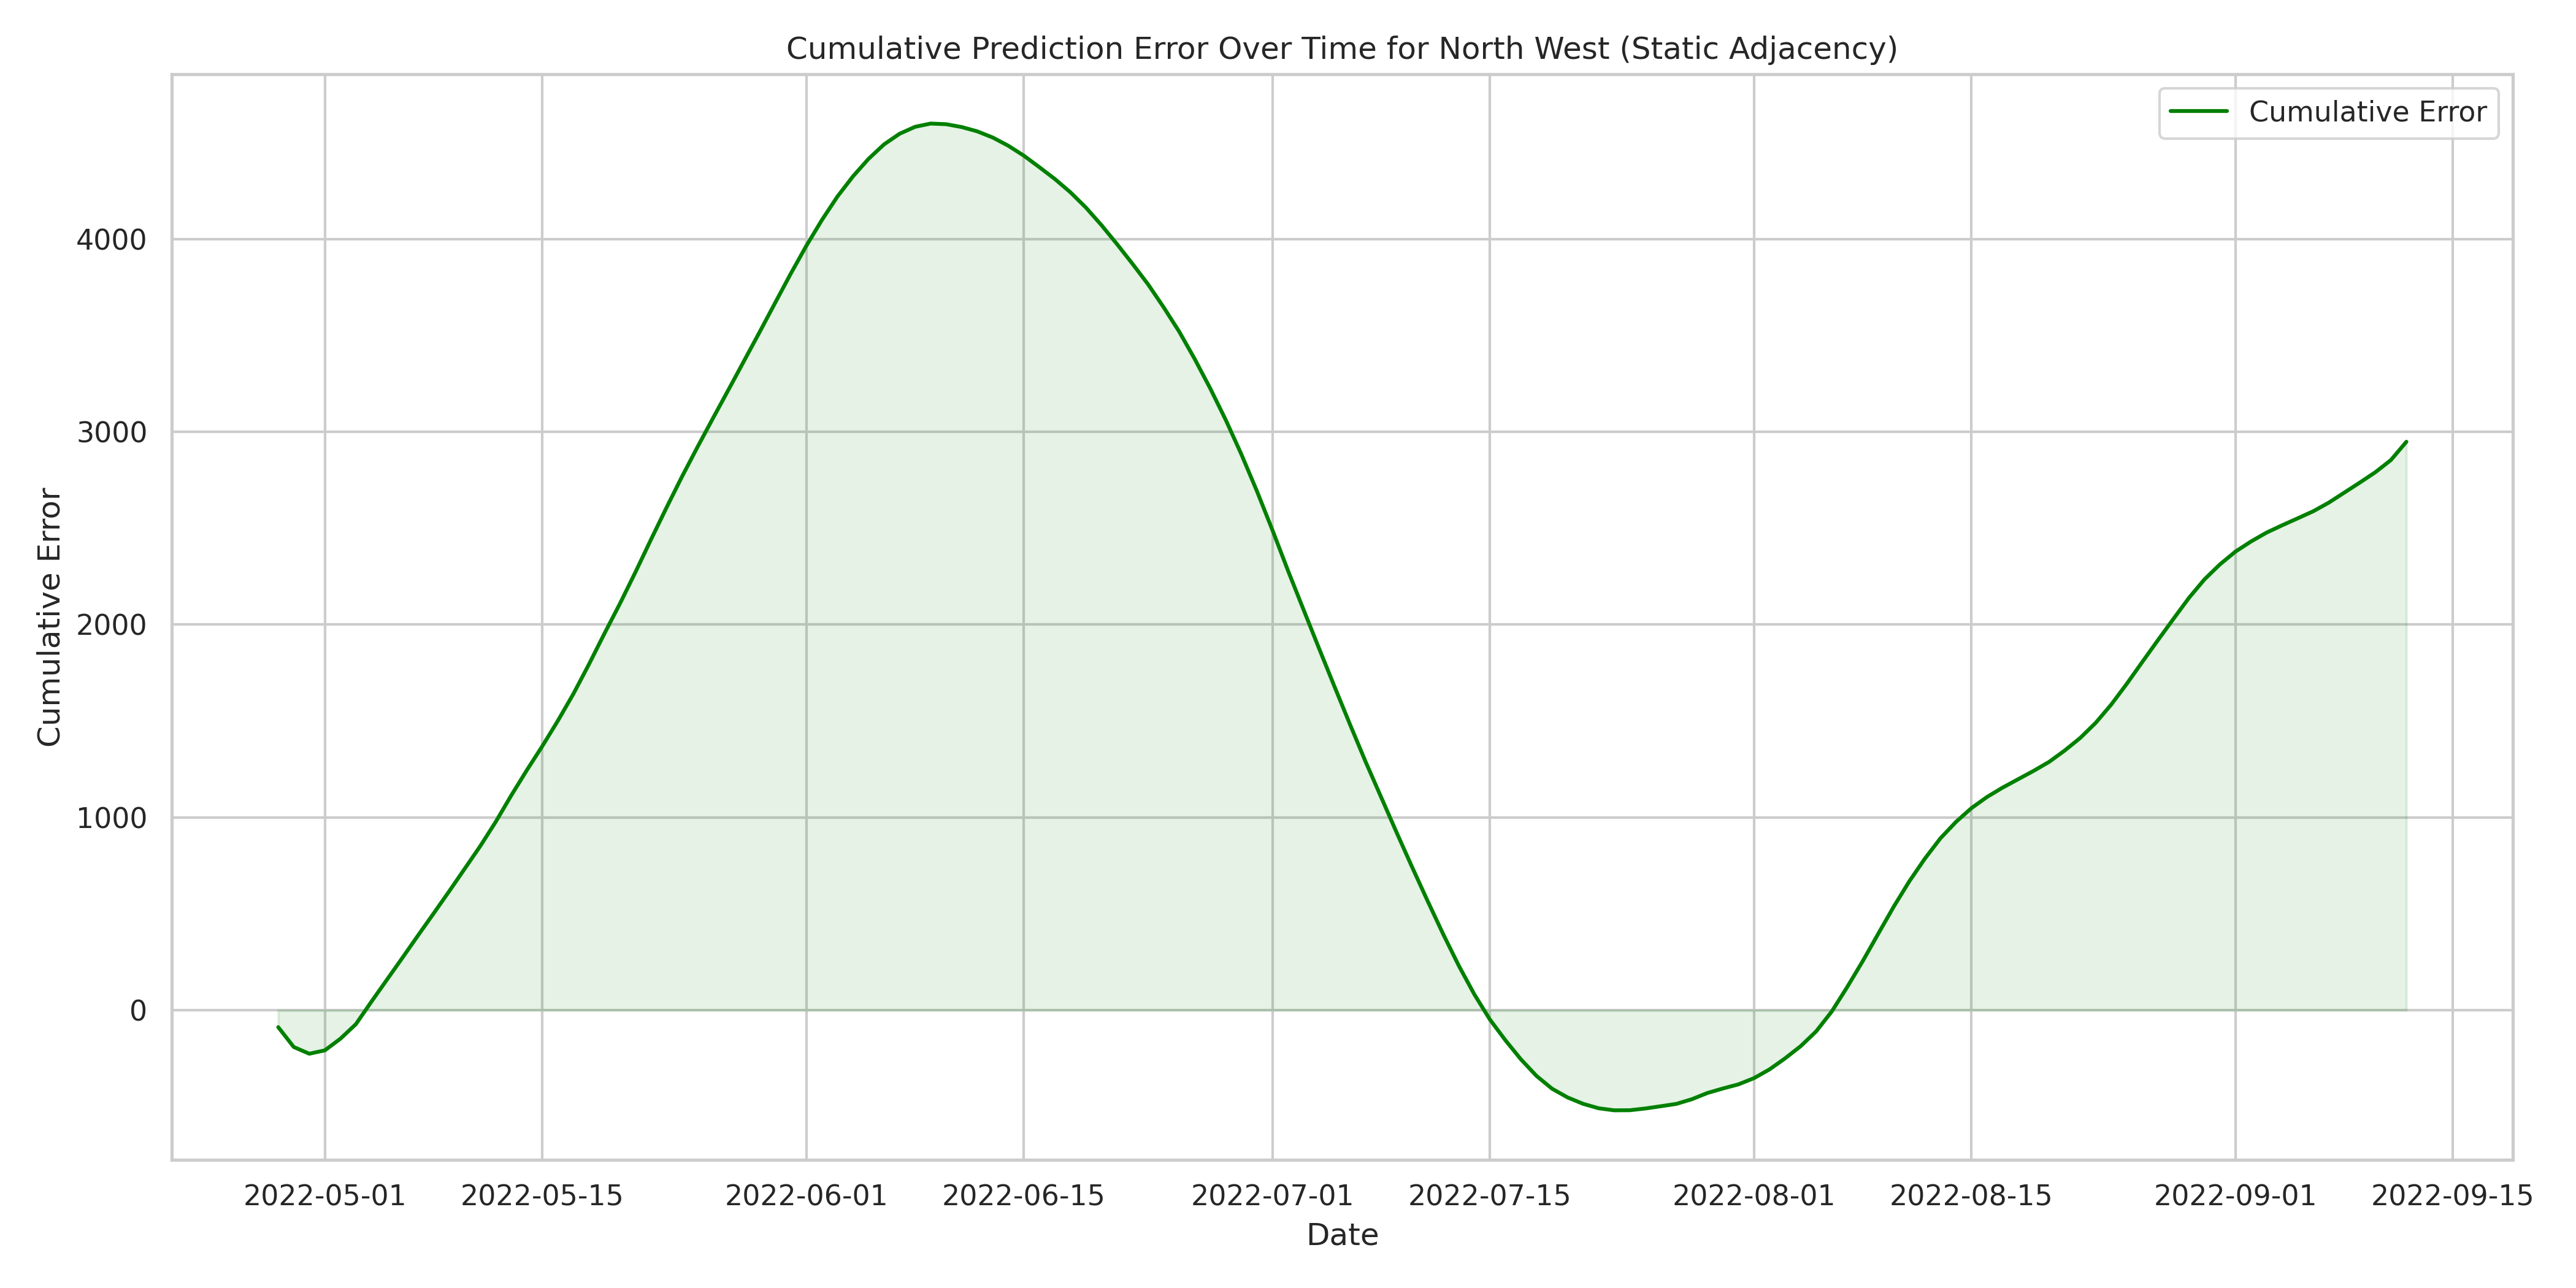 Cumulative Prediction Error Over Time for North West (Static Adjacency)
Cumulative Error
4000
3000
2000
1000
0
Cumulative Error
2022-05-01 2022-05-15 2022-06-01 2022-06-15 2022-07-01 2022-07-15 2022-08-01 2022-08-15 2022-09-01 2022-09-15
Date